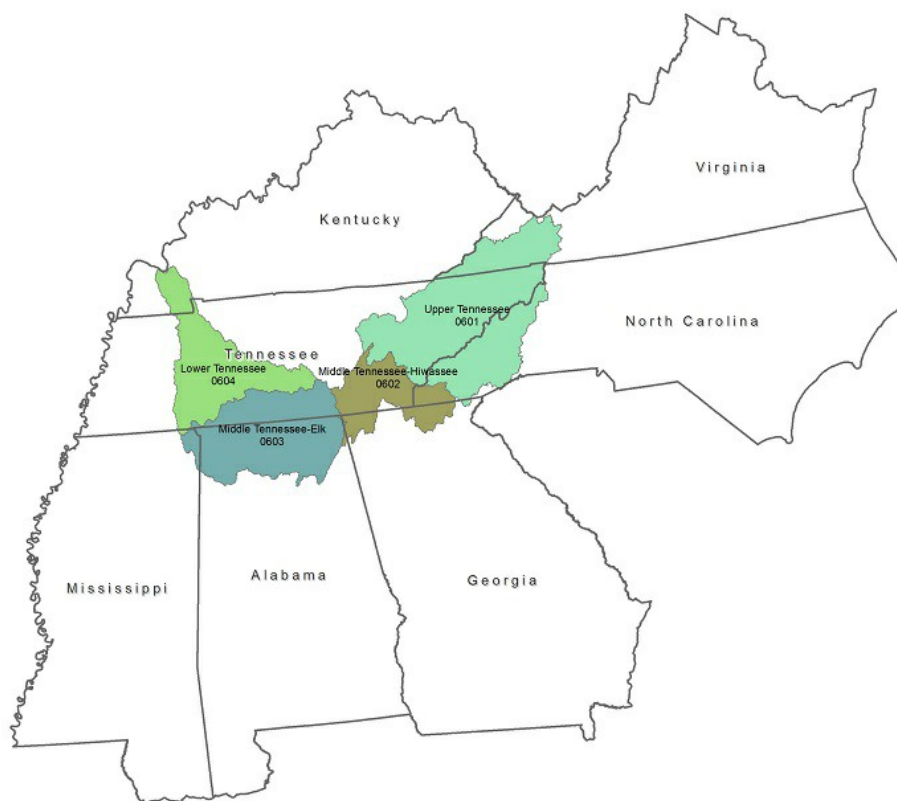 Virginia
Kentucky
Upper Tennessee
0601
North Carolina
Tennessee
Lower Tennessee
0604
Middle Tennessee-Hiwassee
0602
Middle Tennessee-Elk
0603
Mississippi
Alabama
Georgia